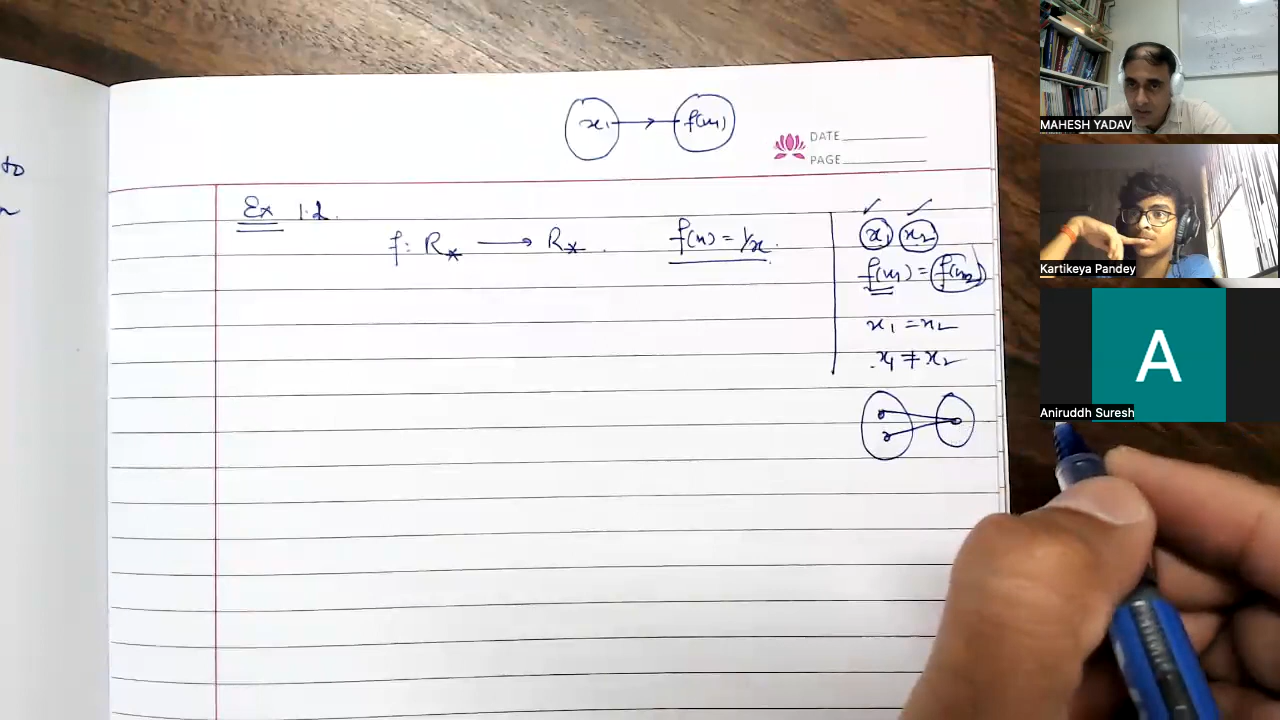 x₁ → f(x₁)
DATE
PAGE
to
Ex 1.2.
f: R* → R*. f(x) = 1/x.
x₁ x₂
f(x₁) = f(x₂)
x₁ = x₂
x₁ ≠ x₂
MAHESH YADAV
Kartikeya Pandey
A
Aniruddh Suresh